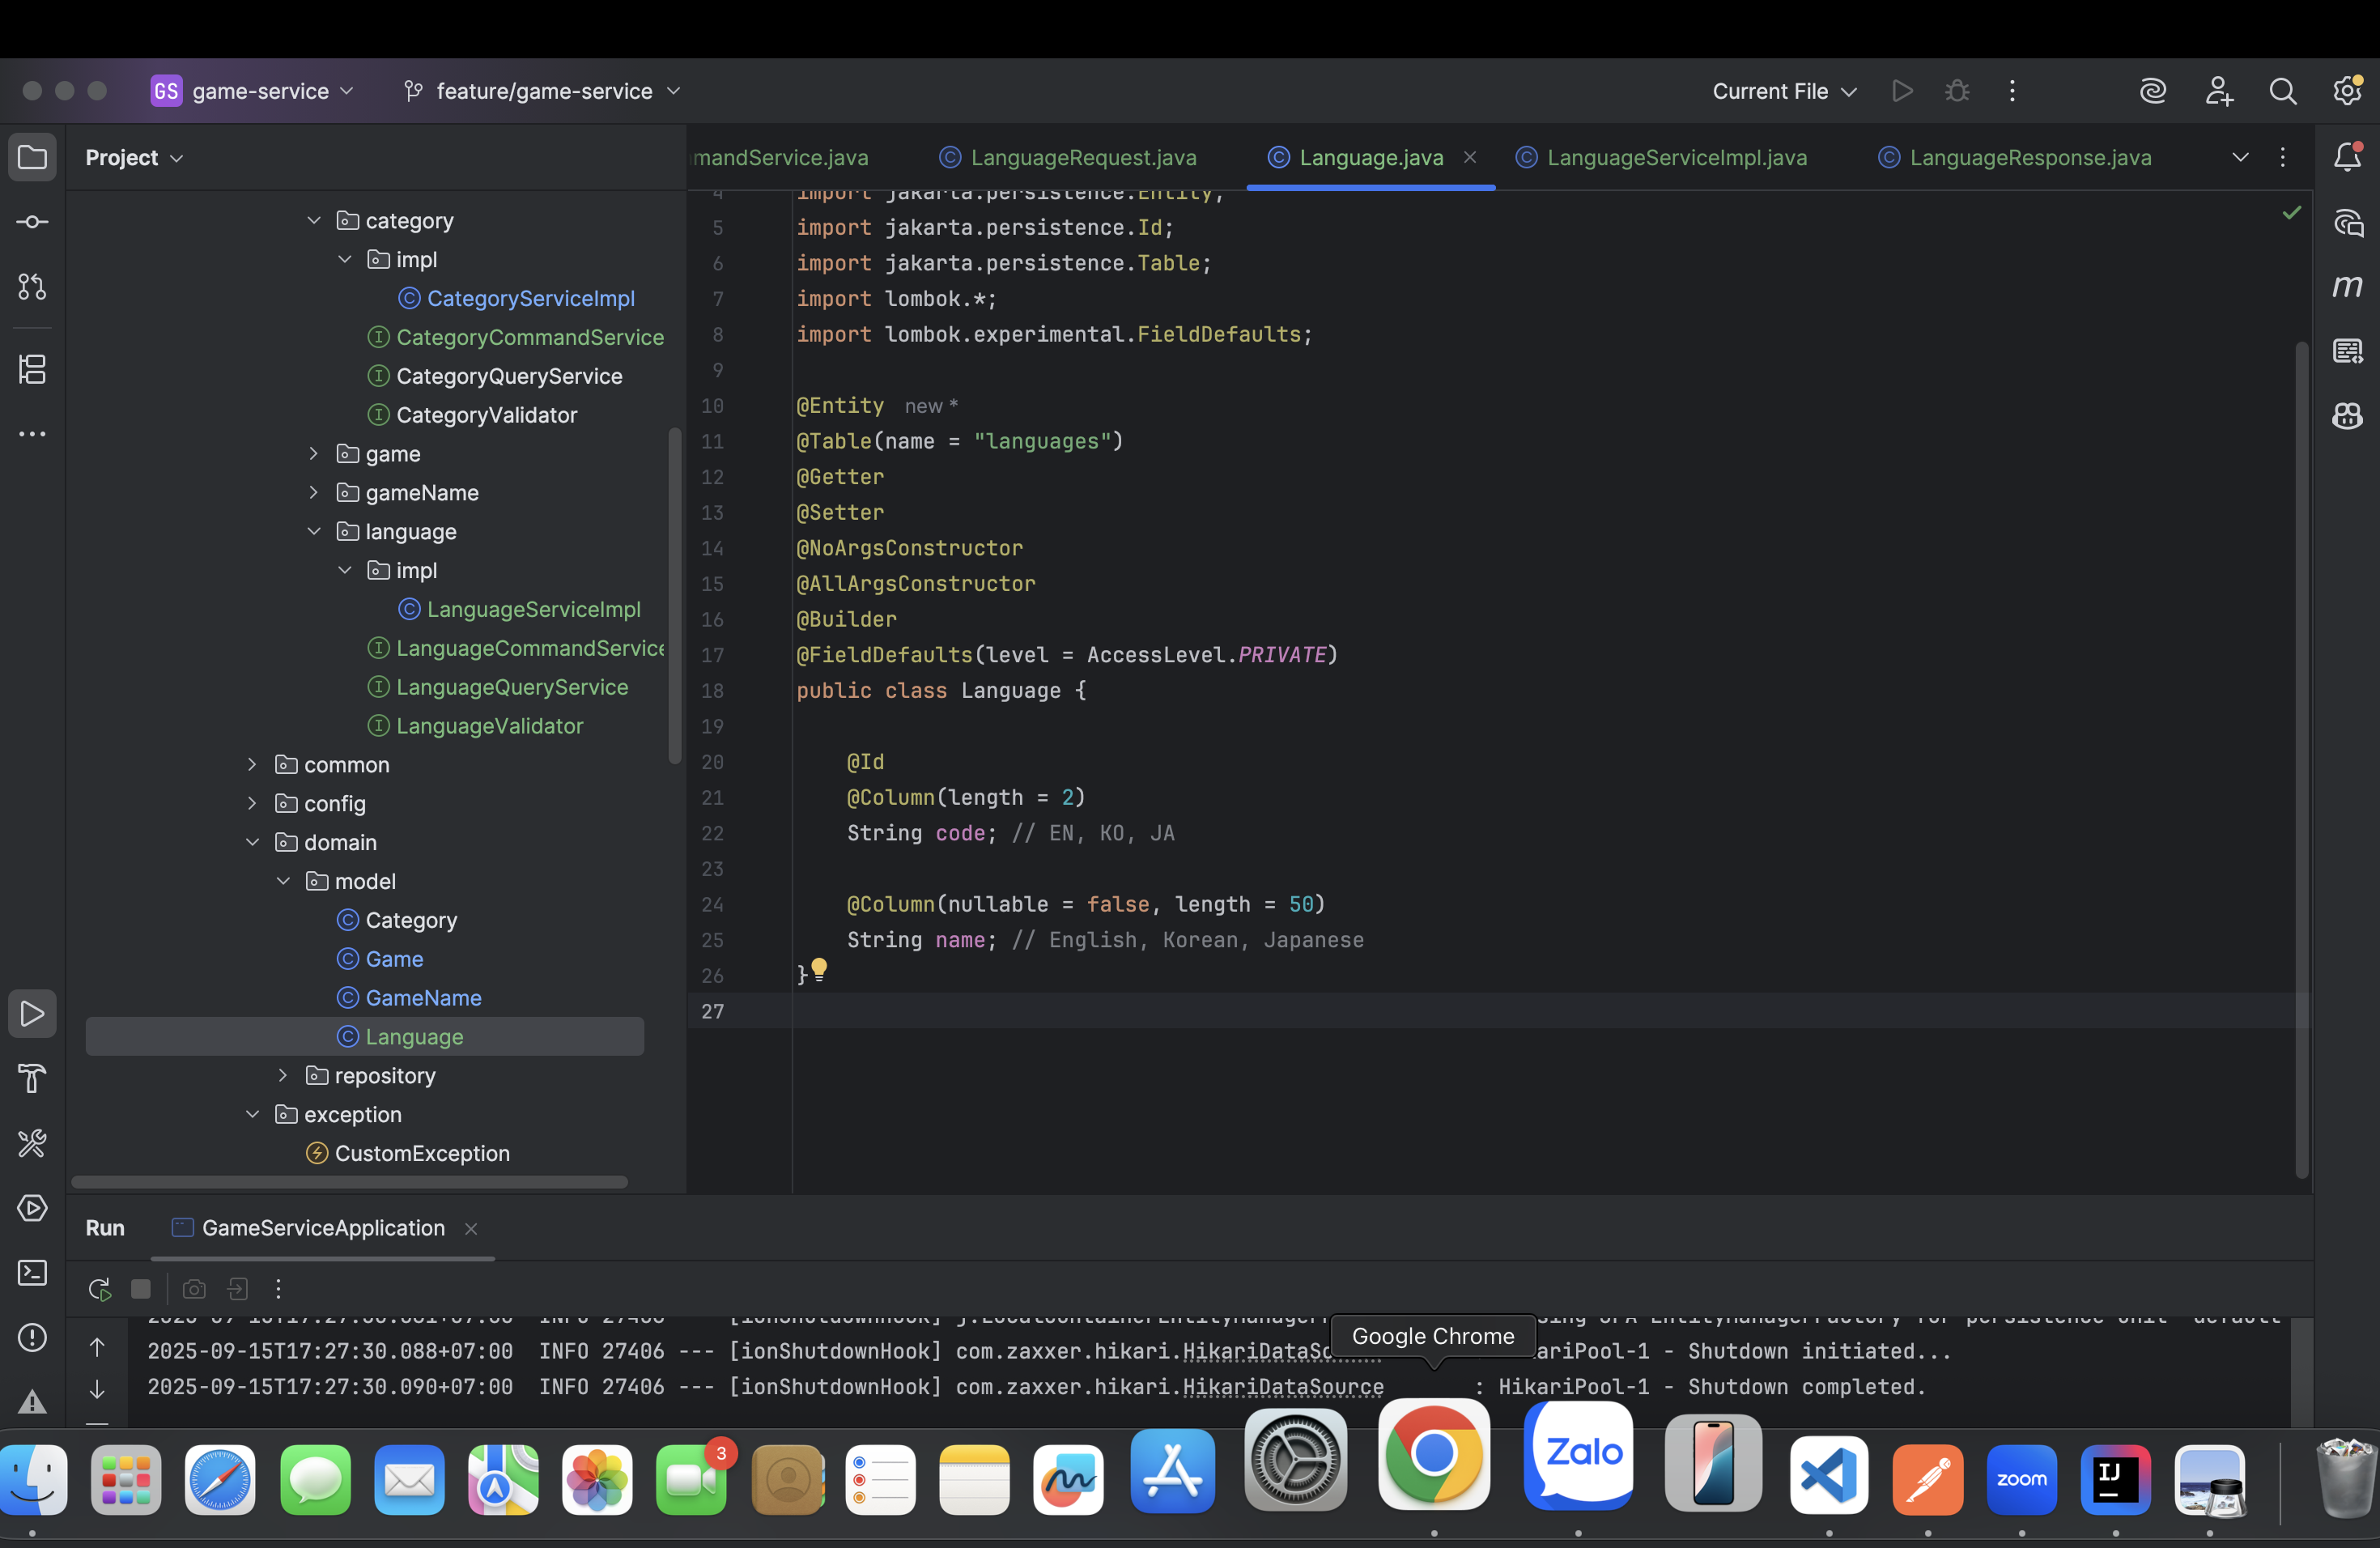 GS game-service
feature/game-service
Current File
Project
mandService.java
LanguageRequest.java
Language.java
LanguageServiceImpl.java
LanguageResponse.java
category
impl
CategoryServiceImpl
CategoryCommandService
CategoryQueryService
CategoryValidator
game
gameName
language
impl
LanguageServiceImpl
LanguageCommandService
LanguageQueryService
LanguageValidator
common
config
domain
model
Category
Game
GameName
Language
repository
exception
CustomException
4 import jakarta.persistence.Entity;
5 import jakarta.persistence.Id;
6 import jakarta.persistence.Table;
7 import lombok.*;
8 import lombok.experimental.FieldDefaults;
9
10 @Entity new *
11 @Table(name = "languages")
12 @Getter
13 @Setter
14 @NoArgsConstructor
15 @AllArgsConstructor
16 @Builder
17 @FieldDefaults(level = AccessLevel.PRIVATE)
18 public class Language {
19
20 @Id
21 @Column(length = 2)
22 String code; // EN, KO, JA
23
24 @Column(nullable = false, length = 50)
25 String name; // English, Korean, Japanese
26 }
27
m
Run
GameServiceApplication
2025-09-15T17:27:30.088+07:00 INFO 27406 --- [ionShutdownHook] com.zaxxer.hikari.HikariDataSo
ariPool-1 - Shutdown initiated...
2025-09-15T17:27:30.090+07:00 INFO 27406 --- [ionShutdownHook] com.zaxxer.hikari.HikariDataSource : HikariPool-1 - Shutdown completed.
Google Chrome
3
Zalo
zoom
IJ